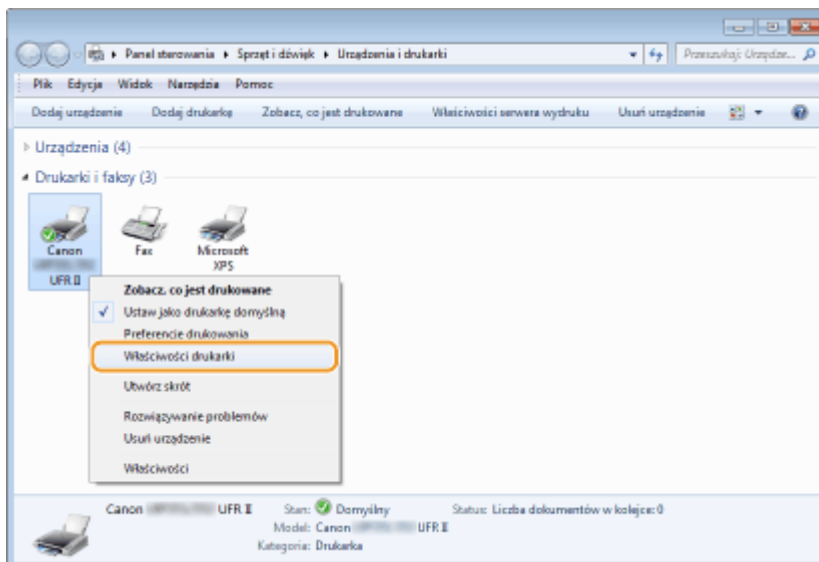 Panel sterowania ▸ Sprzęt i dźwięk ▸ Urządzenia i drukarki
Przeszukaj: Urządze...
Plik Edycja Widok Narzędzia Pomoc
Dodaj urządzenie Dodaj drukarkę Zobacz, co jest drukowane Właściwości serwera wydruku Usuń urządzenie
Urządzenia (4)
Drukarki i faksy (3)
Canon
UFR II
Fax
Microsoft
XPS
Zobacz, co jest drukowane
Ustaw jako drukarkę domyślną
Preferencje drukowania
Właściwości drukarki
Utwórz skrót
Rozwiązywanie problemów
Usuń urządzenie
Właściwości
Canon UFR II Stan: Domyślny Status: Liczba dokumentów w kolejce: 0
Model: Canon UFR II
Kategoria: Drukarka